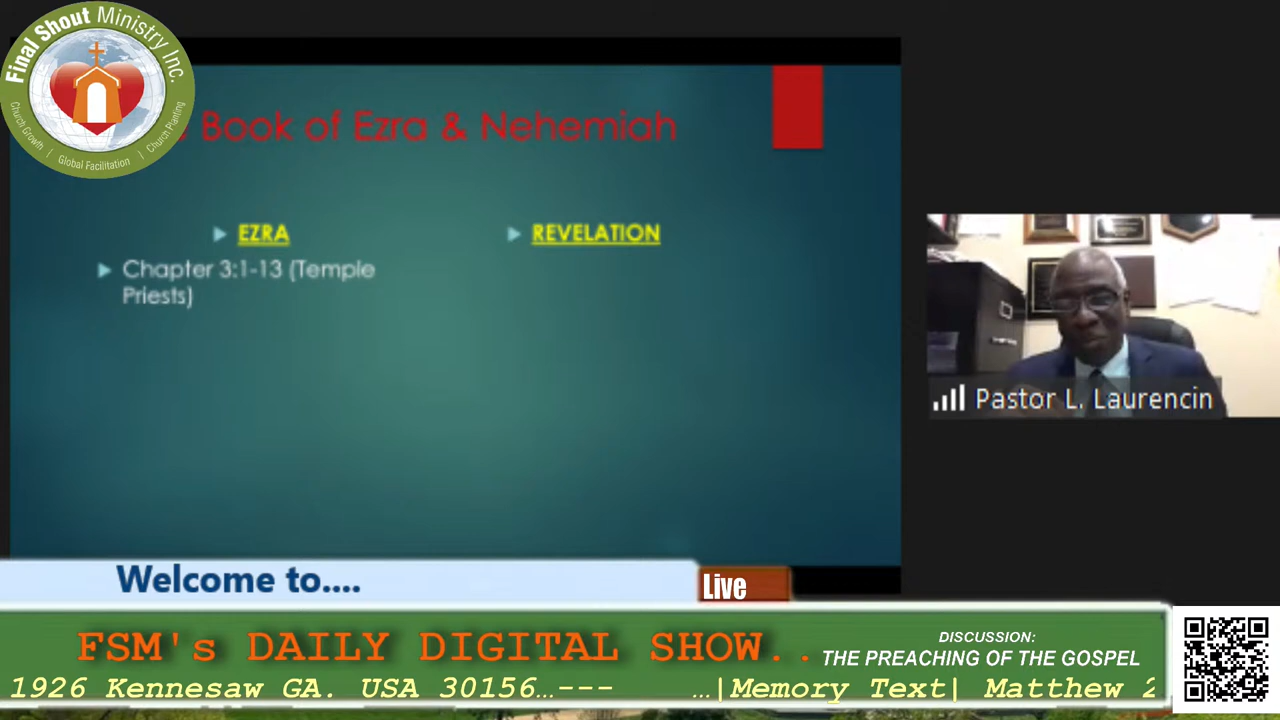 Final Shout Ministry Inc.
Church Growth | Global Facilitation | Church Planting
Book of Ezra & Nehemiah
EZRA
Chapter 3:1-13 (Temple
Priests)
REVELATION
Pastor L. Laurencin
Welcome to....
Live
FSM's DAILY DIGITAL SHOW..
DISCUSSION:
THE PREACHING OF THE GOSPEL
1926 Kennesaw GA. USA 30156…--- …|Memory Text| Matthew 2